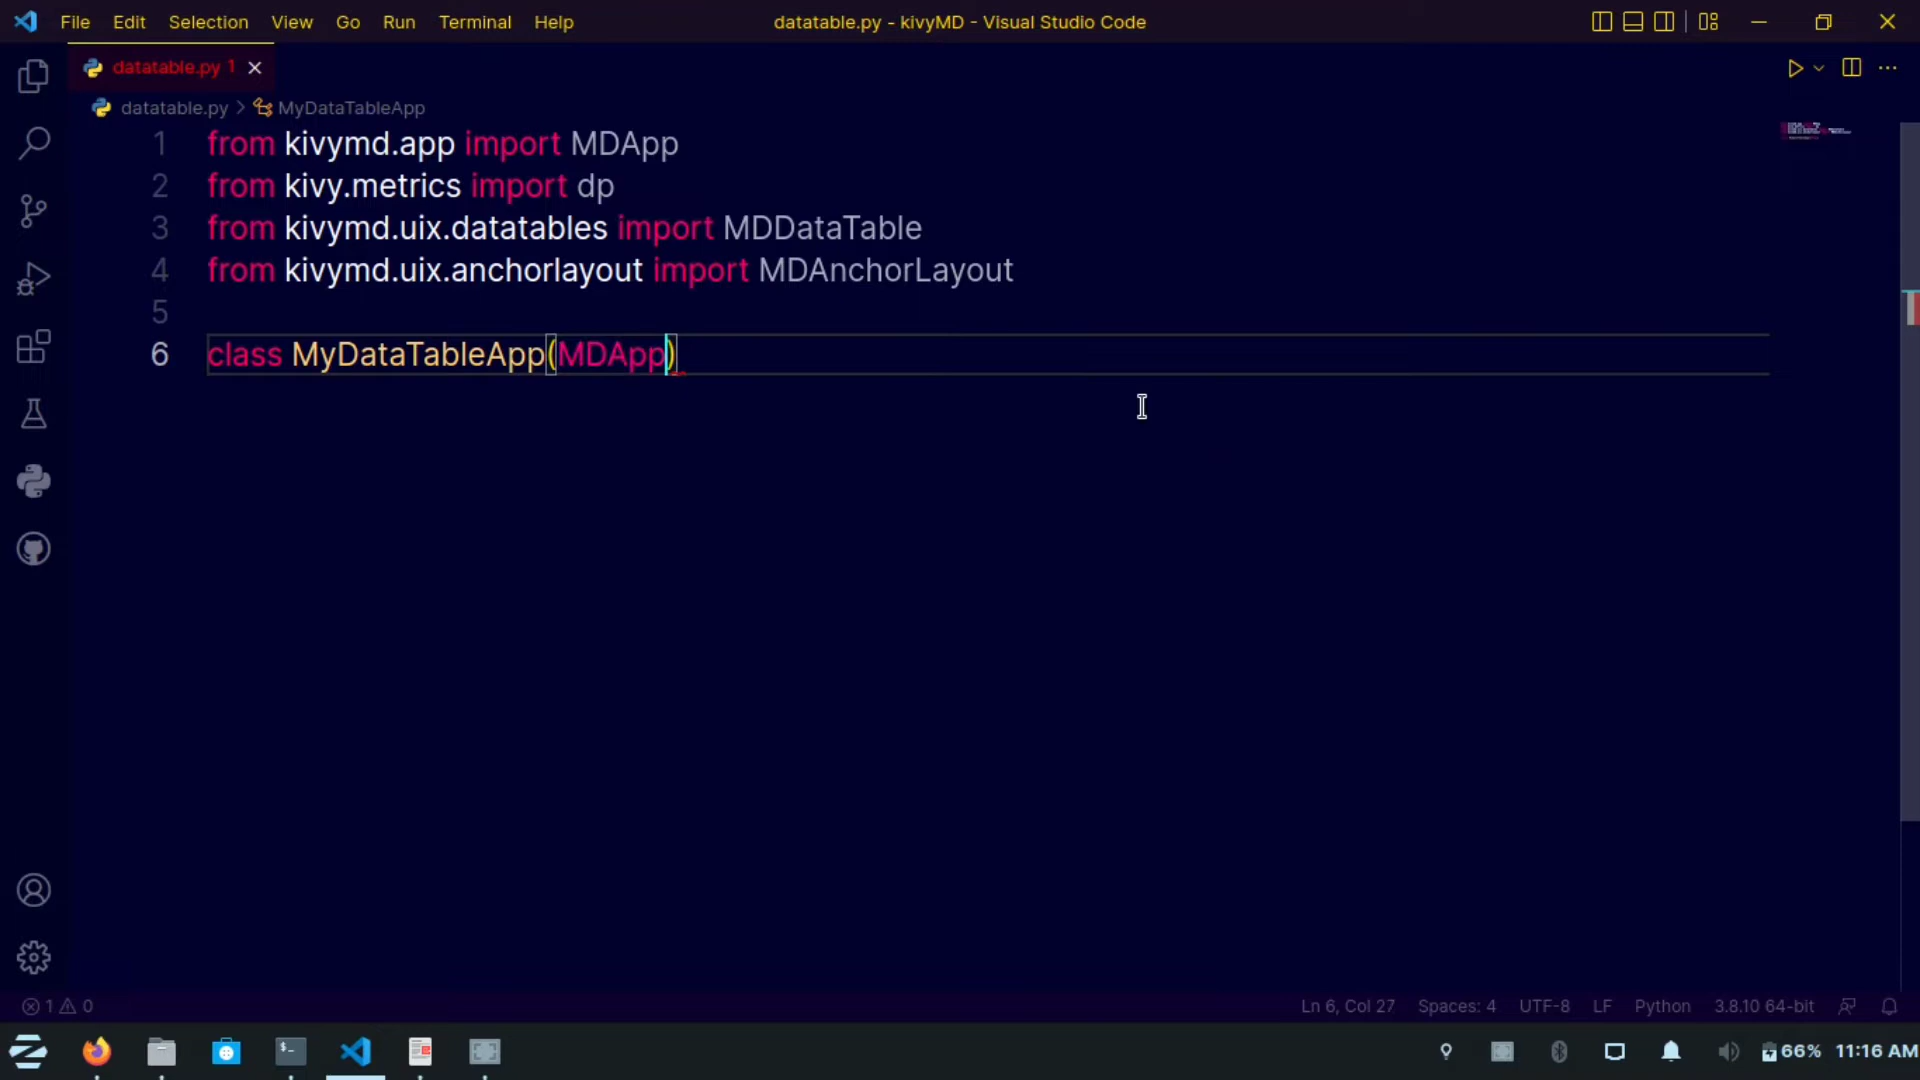 File Edit Selection View Go Run Terminal Help datatable.py - kivyMD - Visual Studio Code
datatable.py 1
datatable.py > MyDataTableApp
1 from kivymd.app import MDApp
2 from kivy.metrics import dp
3 from kivymd.uix.datatables import MDDataTable
4 from kivymd.uix.anchorlayout import MDAnchorLayout
5
6 class MyDataTableApp(MDApp)
1 0 Ln 6, Col 27 Spaces: 4 UTF-8 LF Python 3.8.10 64-bit
66% 11:16 AM